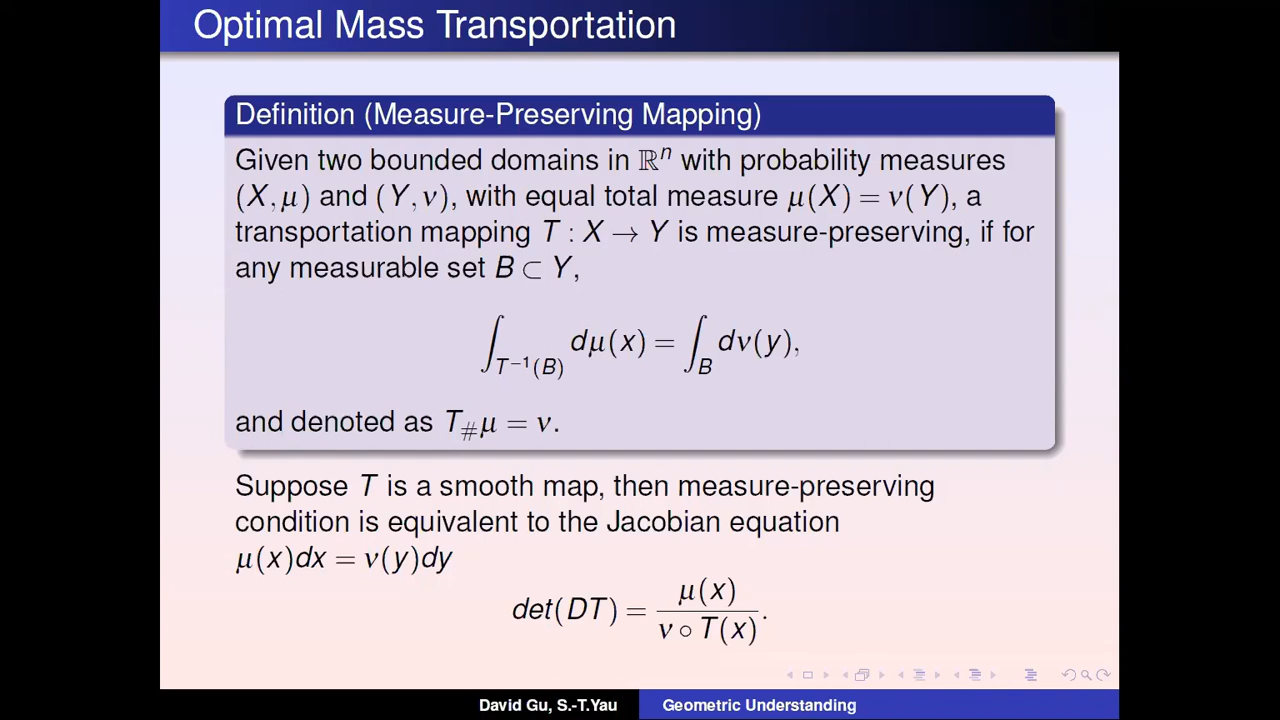 Optimal Mass Transportation
Definition (Measure-Preserving Mapping)
Given two bounded domains in ℝⁿ with probability measures
(X,μ) and (Y,ν), with equal total measure μ(X) = ν(Y), a
transportation mapping T : X → Y is measure-preserving, if for
any measurable set B ⊂ Y,
∫_{T⁻¹(B)} dμ(x) = ∫_B dν(y),
and denoted as T_#μ = ν.
Suppose T is a smooth map, then measure-preserving
condition is equivalent to the Jacobian equation
μ(x)dx = ν(y)dy
det(DT) = \frac{μ(x)}{ν ∘ T(x)}.
David Gu, S.-T.Yau
Geometric Understanding